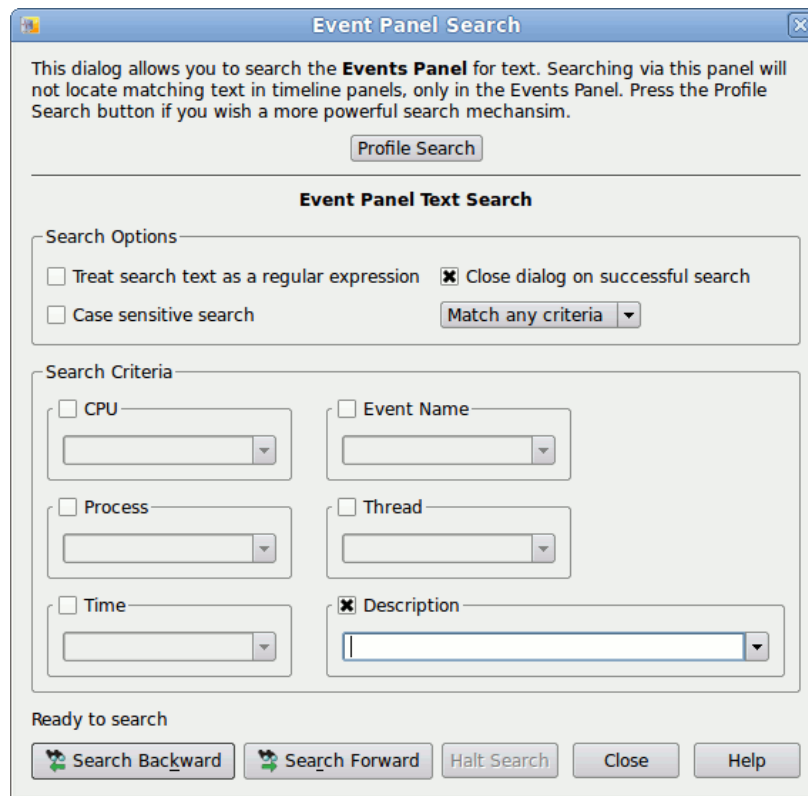 Event Panel Search
This dialog allows you to search the Events Panel for text. Searching via this panel will
not locate matching text in timeline panels, only in the Events Panel. Press the Profile
Search button if you wish a more powerful search mechansim.
Profile Search
Event Panel Text Search
Search Options
Treat search text as a regular expression Close dialog on successful search
Case sensitive search Match any criteria
Search Criteria
CPU Event Name
Process Thread
Time Description
Ready to search
Search Backward Search Forward Halt Search Close Help